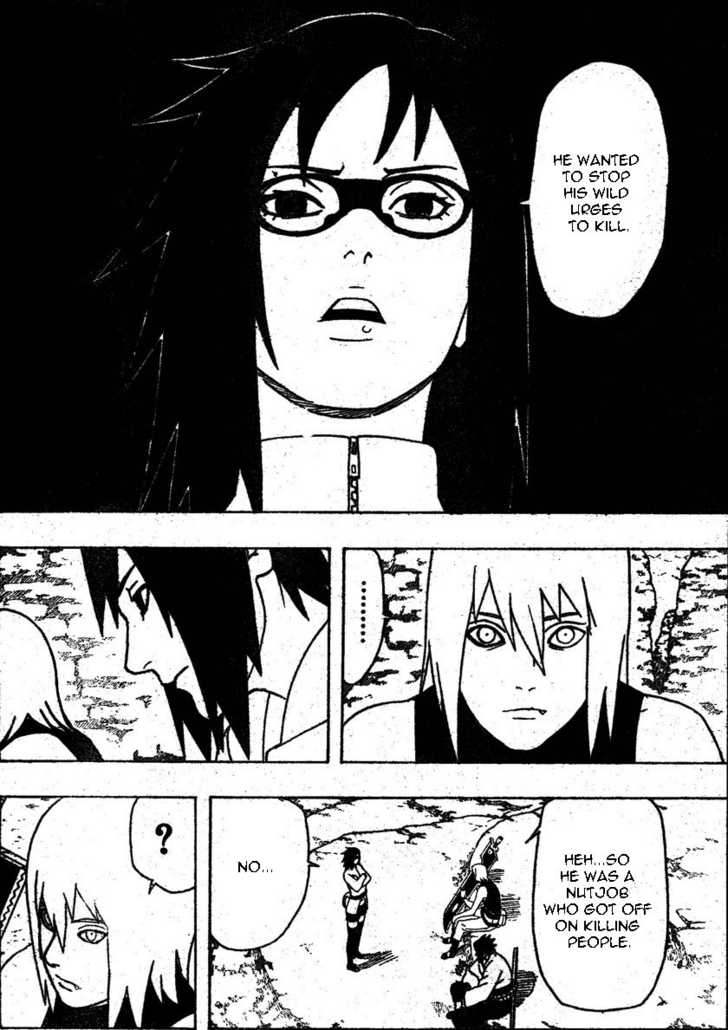 HE WANTED
TO STOP
HIS WILD
URGES
TO KILL.
.........
HEH...SO
HE WAS A
NUTJOB
WHO GOT OFF
ON KILLING
PEOPLE.
NO...
?